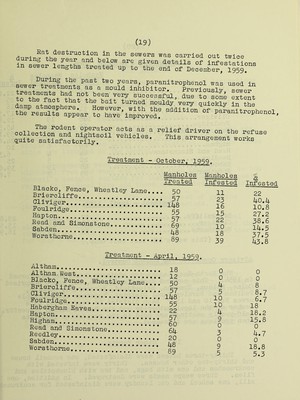 (19)
Rat destruction in the sewers was carried out twice
during the year and below are given details of infestations
in sewer lengths treated up to the end of December, 1959.
During the past two years, paranitrophenol was used in
sewer treatments as a mould inhibitor. Previously, sewer
treatments had not been very successful, due to some extent
to the fact that the bait turned mouldy very quickly in the
damp atmosphere. However, with the addition of paranitrophenol,
the results appear to have improved.
The rodent operator acts as a relief driver on the refuse
collection and nightsoil vehicles. This arrangement works
quite satisfactorily.
Treatment - October, 1959.
Manholes Manholes %
Treated Infested Infested
Blacko, Fence, Wheatley Lane.... 50 11 22
Briercliffe..... 57 23 40.4
Cliviger..... 148 16 10.8
Foulridge..... 55 15 27.2
Hapton..... 57 22 38.6
Read and Simonstone..... 69 10 14.5
Sabden..... 48 18 37.5
Worsthorne..... 89 39 43.8
Treatment - April, 1959.
Altham..... 18 0 0
Altham West..... 12 0 0
Blacko, Fence, Wheatley Lane..... 50 4 8
Briercliffe..... 57 5 8.7
Cliviger..... 148 10 6.7
Foulridge..... 55 10 18
Habergham Eaves..... 22 4 18.2
Hapton..... 57 9 15.8
Higham..... 60 0 0
Read and Simonstone..... 64 3 4.7
Reedley..... 20 0 0
Sabden..... 48 9 18.8
Worsthorne..... 89 5 5.3